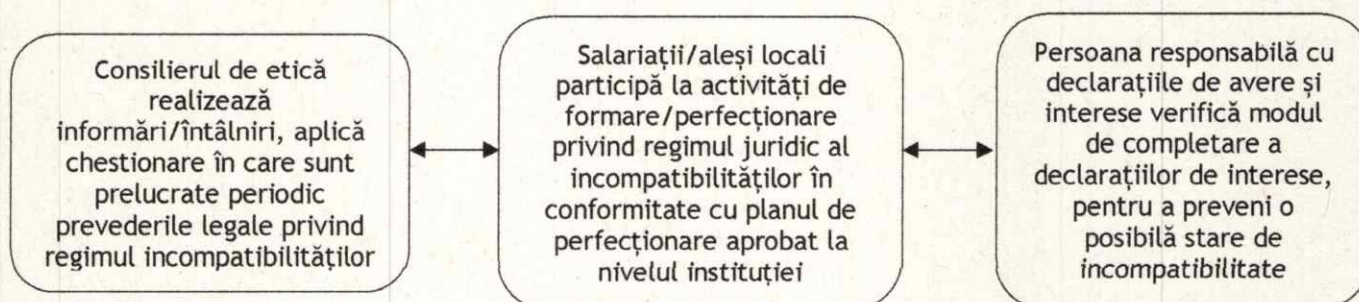 Consilierul de etică
realizează
informări/întâlniri, aplică
chestionare în care sunt
prelucrate periodic
prevederile legale privind
regimul incompatibilităților
Salariații/aleși locali
participă la activități de
formare/perfecționare
privind regimul juridic al
incompatibilităților în
conformitate cu planul de
perfecționare aprobat la
nivelul instituției
Persoana responsabilă cu
declarațiile de avere și
interese verifică modul
de completare a
declarațiilor de interese,
pentru a preveni o
posibilă stare de
incompatibilitate